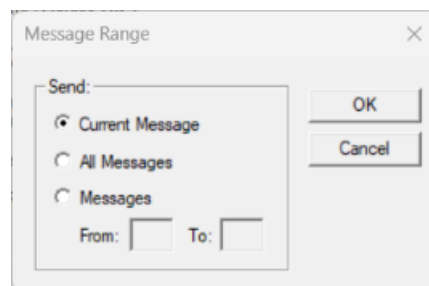 Message Range
Send:
Current Message
All Messages
Messages
From: To:
OK
Cancel